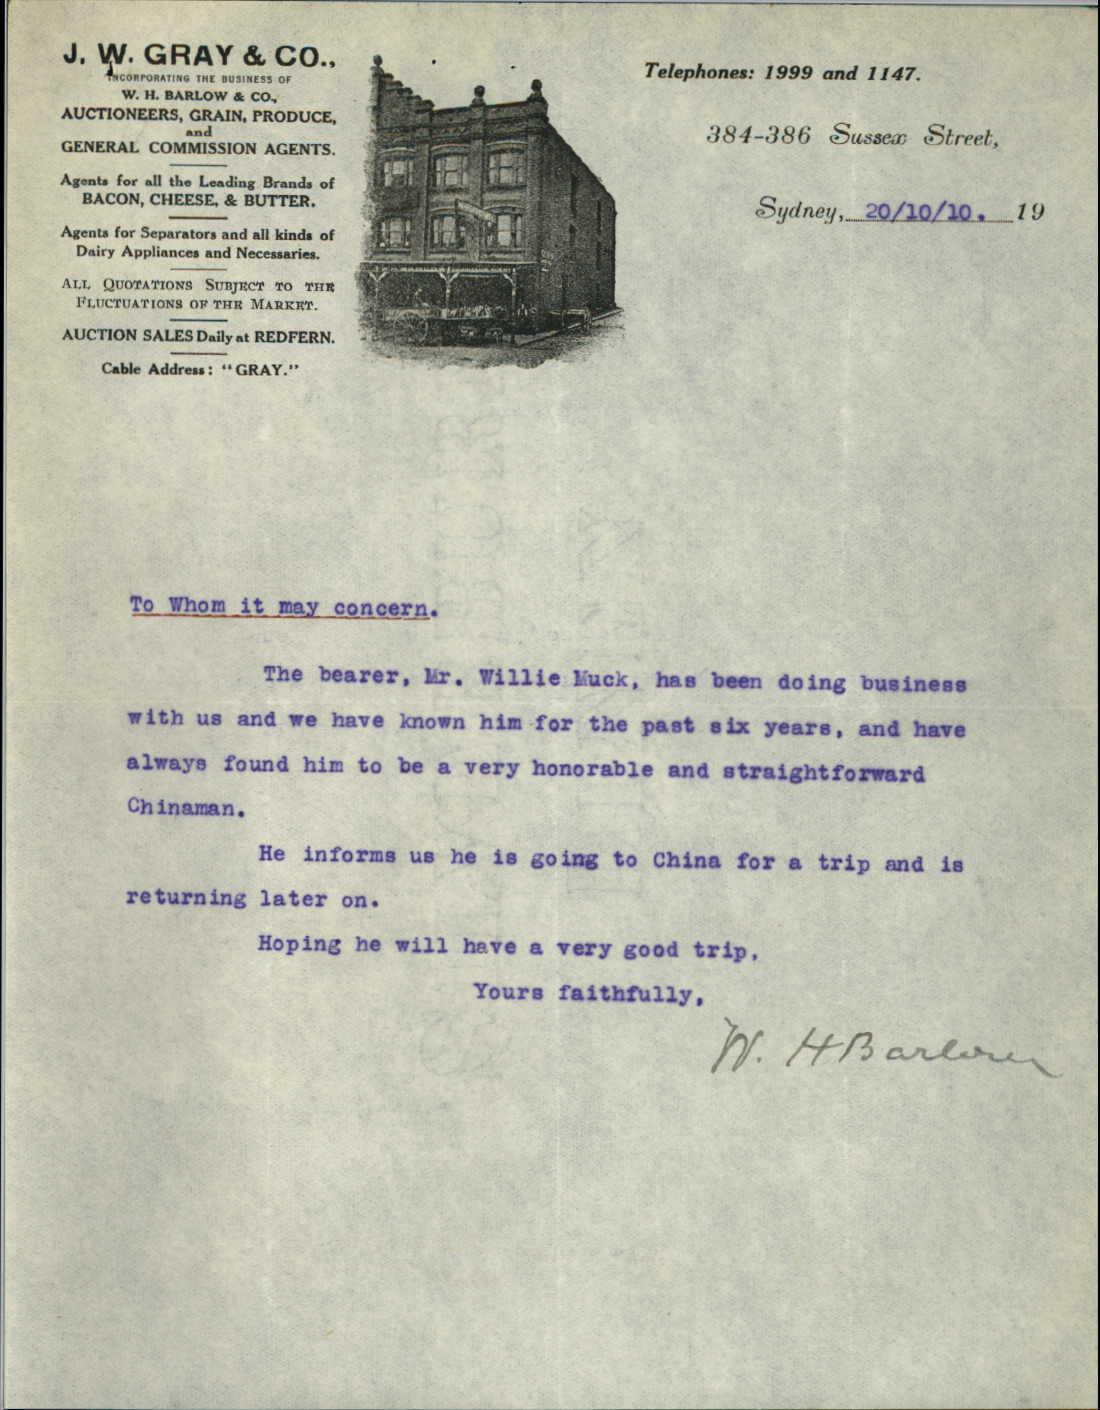 J. W. GRAY & CO.,
INCORPORATING THE BUSINESS OF
W. H. BARLOW & CO.,
AUCTIONEERS, GRAIN, PRODUCE,
and
GENERAL COMMISSION AGENTS.
Agents for all the Leading Brands of
BACON, CHEESE, & BUTTER.
Agents for Separators and all kinds of
Dairy Appliances and Necessaries.
ALL QUOTATIONS SUBJECT TO THE
FLUCTUATIONS OF THE MARKET.
AUCTION SALES Daily at REDFERN.
Cable Address: "GRAY."
Telephones: 1999 and 1147.
384-386 Sussex Street,
Sydney, 20/10/10. 19
To Whom it may concern.
The bearer, Mr. Willie Muck, has been doing business
with us and we have known him for the past six years, and have
always found him to be a very honorable and straightforward
Chinaman.
He informs us he is going to China for a trip and is
returning later on.
Hoping he will have a very good trip,
Yours faithfully,
W. H Barlow